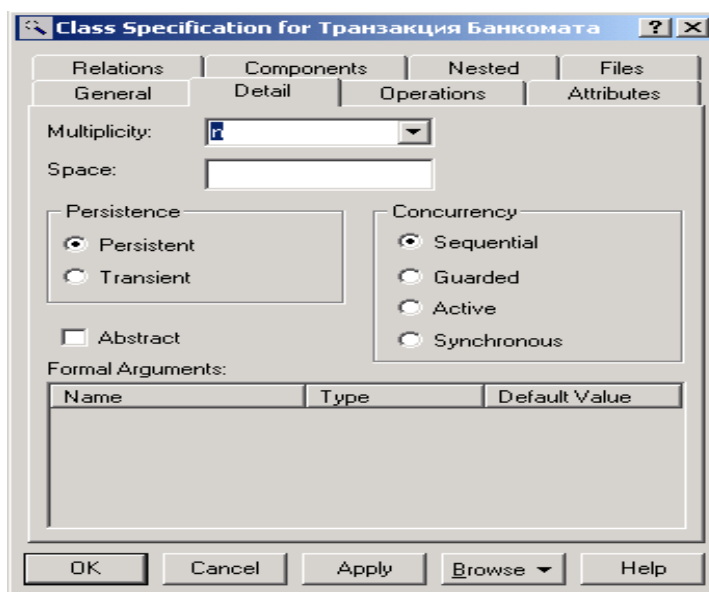 Class Specification for Транзакция Банкомата
Relations Components Nested Files
General Detail Operations Attributes
Multiplicity: n
Space:
Persistence Concurrency
Persistent Sequential
Transient Guarded
Active
Abstract Synchronous
Formal Arguments:
Name Type Default Value
OK Cancel Apply Browse Help